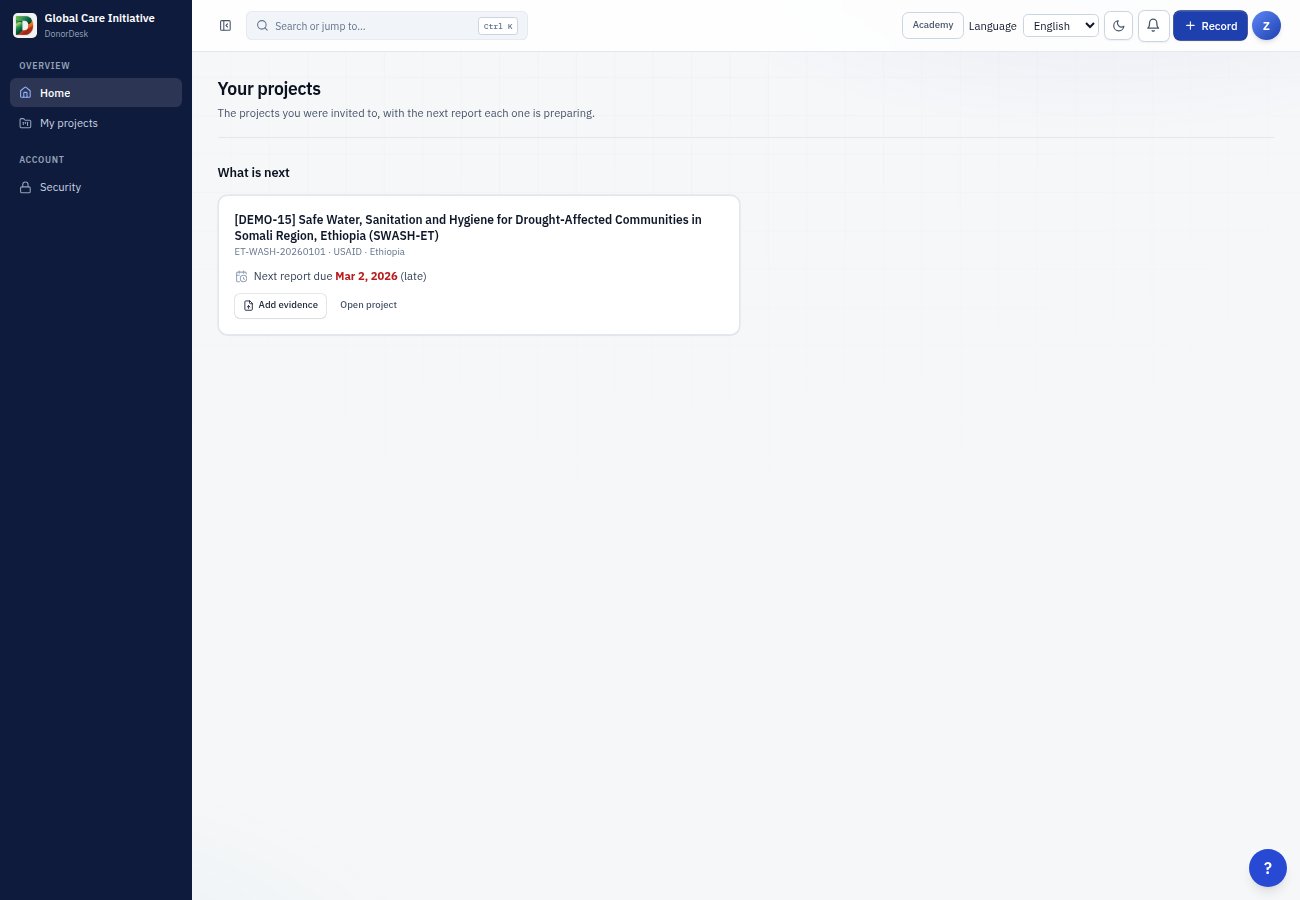 Global Care Initiative
DonorDesk
OVERVIEW
Home
My projects
ACCOUNT
Security
Search or jump to...
Ctrl K
Academy
Language
English
+ Record
Z
Your projects
The projects you were invited to, with the next report each one is preparing.
What is next
[DEMO-15] Safe Water, Sanitation and Hygiene for Drought-Affected Communities in
Somali Region, Ethiopia (SWASH-ET)
ET-WASH-20260101 · USAID · Ethiopia
Next report due Mar 2, 2026 (late)
Add evidence
Open project
?